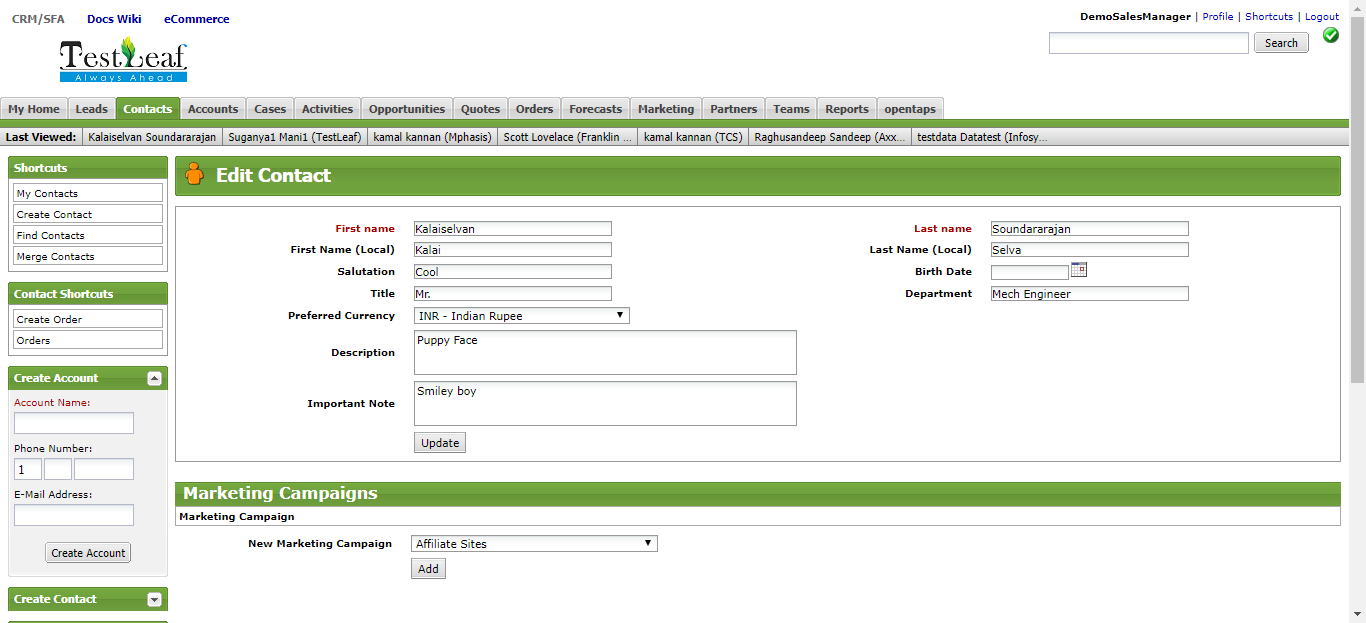 CRM/SFA Docs Wiki eCommerce
DemoSalesManager | Profile | Shortcuts | Logout
TestLeaf
Always Ahead
Search
My Home Leads Contacts Accounts Cases Activities Opportunities Quotes Orders Forecasts Marketing Partners Teams Reports opentaps
Last Viewed: Kalaiselvan Soundararajan Suganya1 Mani1 (TestLeaf) kamal kannan (Mphasis) Scott Lovelace (Franklin ... kamal kannan (TCS) Raghusandeep Sandeep (Axx... testdata Datatest (Infosy...
Shortcuts
My Contacts
Create Contact
Find Contacts
Merge Contacts
Contact Shortcuts
Create Order
Orders
Create Account
Account Name:
Phone Number:
1
E-Mail Address:
Create Account
Create Contact
Edit Contact
First name Kalaiselvan Last name Soundararajan
First Name (Local) Kalai Last Name (Local) Selva
Salutation Cool Birth Date
Title Mr. Department Mech Engineer
Preferred Currency INR - Indian Rupee
Description Puppy Face
Important Note Smiley boy
Update
Marketing Campaigns
Marketing Campaign
New Marketing Campaign Affiliate Sites
Add